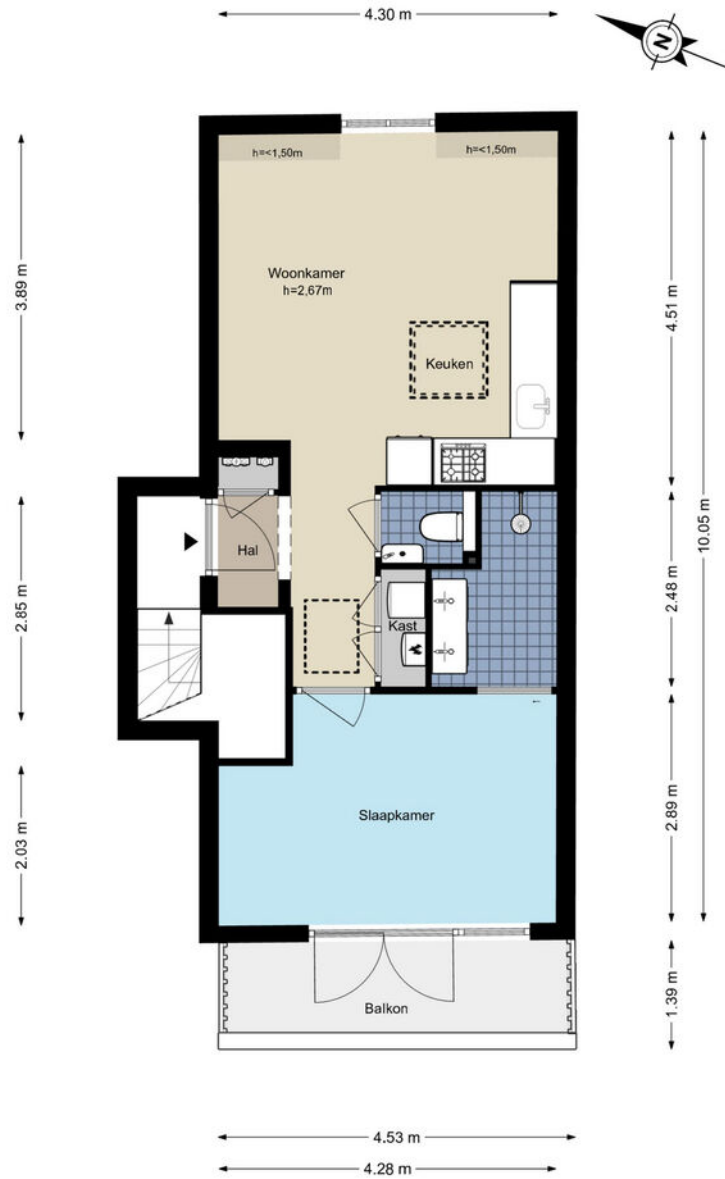 4.30 m
N
h=<1,50m
h=<1,50m
3.89 m
Woonkamer
h=2,67m
4.51 m
Keuken
Hal
10.05 m
2.85 m
2.48 m
Kast
Slaapkamer
2.03 m
2.89 m
Balkon
1.39 m
4.53 m
4.28 m